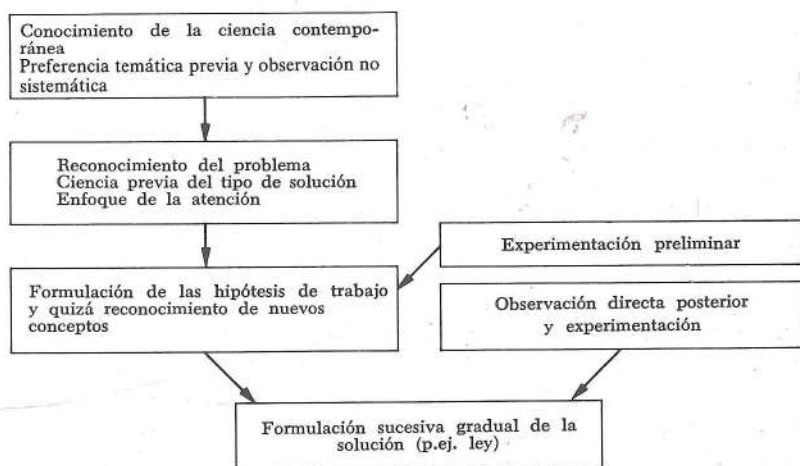 Conocimiento de la ciencia contempo-
ránea
Preferencia temática previa y observación no
sistemática
Reconocimiento del problema
Ciencia previa del tipo de solución
Enfoque de la atención
Experimentación preliminar
Formulación de las hipótesis de trabajo
y quizá reconocimiento de nuevos
conceptos
Observación directa posterior
y experimentación
Formulación sucesiva gradual de la
solución (p.ej. ley)